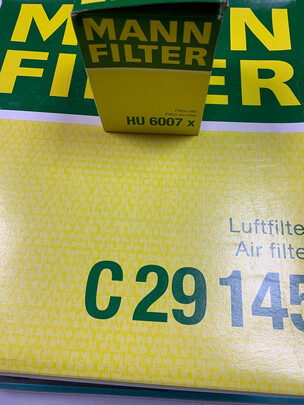 MANN
FILTER
MANN
FILTER
HU 6007 x
Luftfilte
Air filte
C 29 145